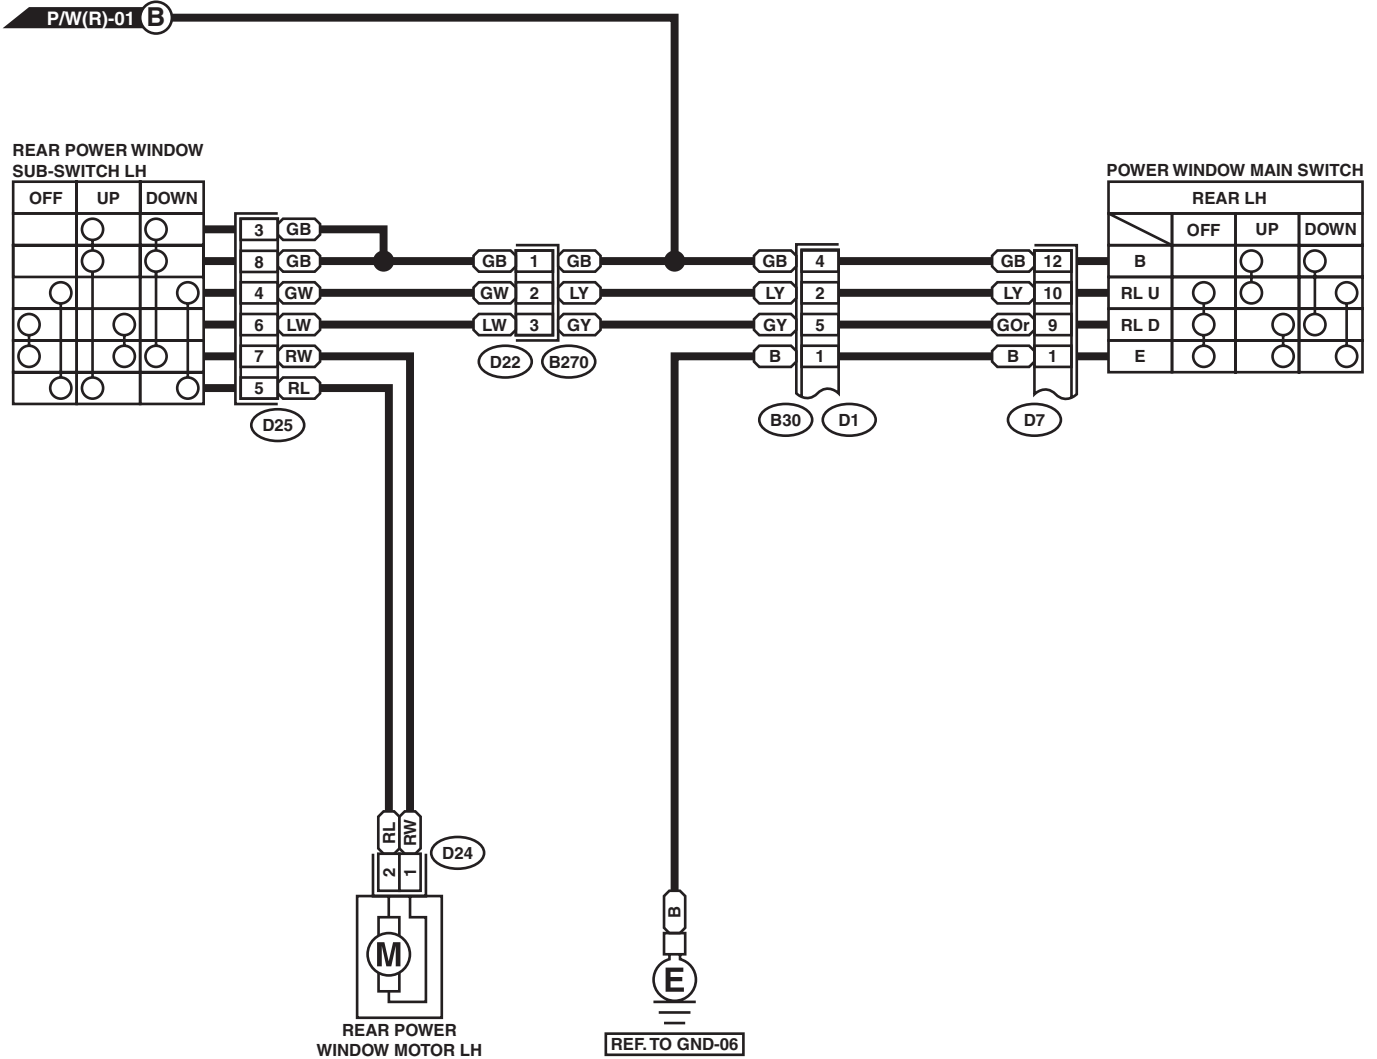 P/W(R)-01 B
REAR POWER WINDOW
SUB-SWITCH LH
OFF UP DOWN
3 GB
8 GB
4 GW
6 LW
7 RW
5 RL
D25
GB 1 GB
GW 2 LY
LW 3 GY
D22 B270
GB 4
LY 2
GY 5
B 1
B30 D1
POWER WINDOW MAIN SWITCH
REAR LH
OFF UP DOWN
GB 12 B
LY 10 RL U
GOr 9 RL D
B 1 E
D7
RL RW
D24
2 1
M
REAR POWER
WINDOW MOTOR LH
B
E
REF. TO GND-06